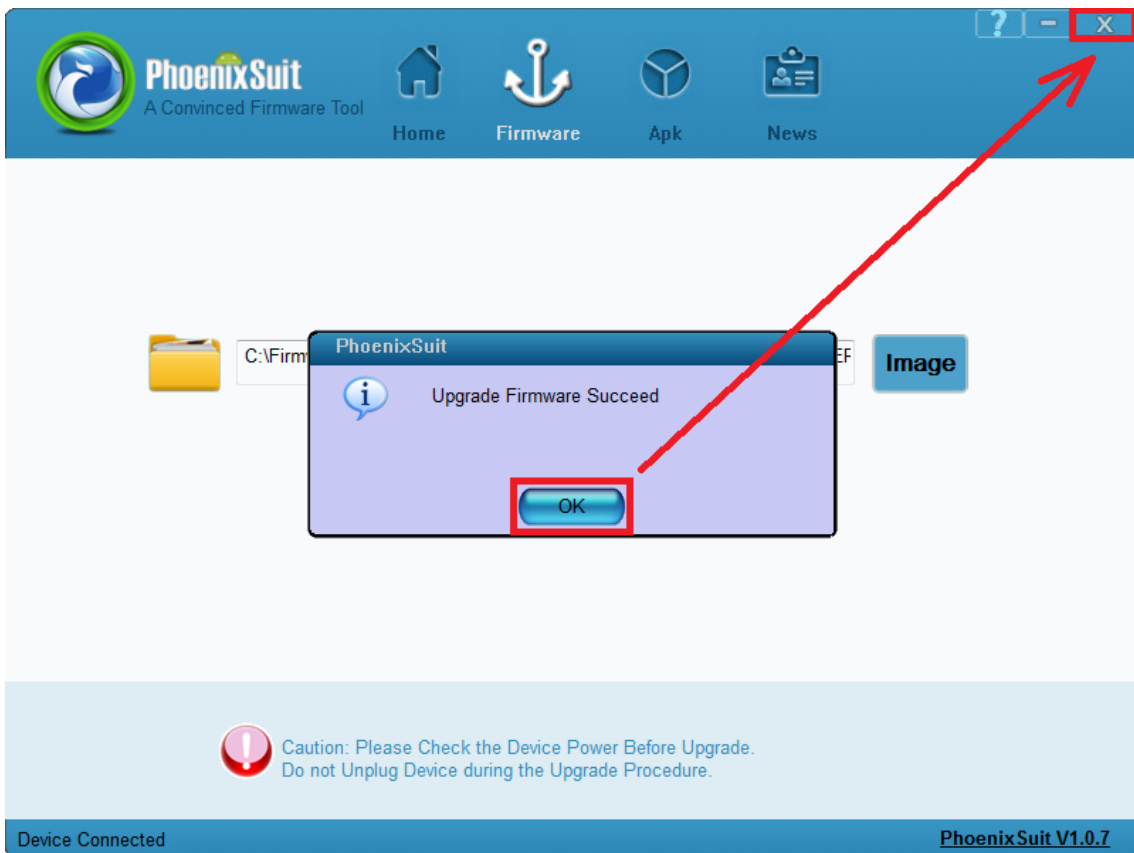 ? - X
PhoenixSuit
A Convinced Firmware Tool
Home Firmware Apk News
PhoenixSuit
C:\Firm
EF
Image
i
Upgrade Firmware Succeed
OK
Caution: Please Check the Device Power Before Upgrade.
Do not Unplug Device during the Upgrade Procedure.
Device Connected
PhoenixSuit V1.0.7